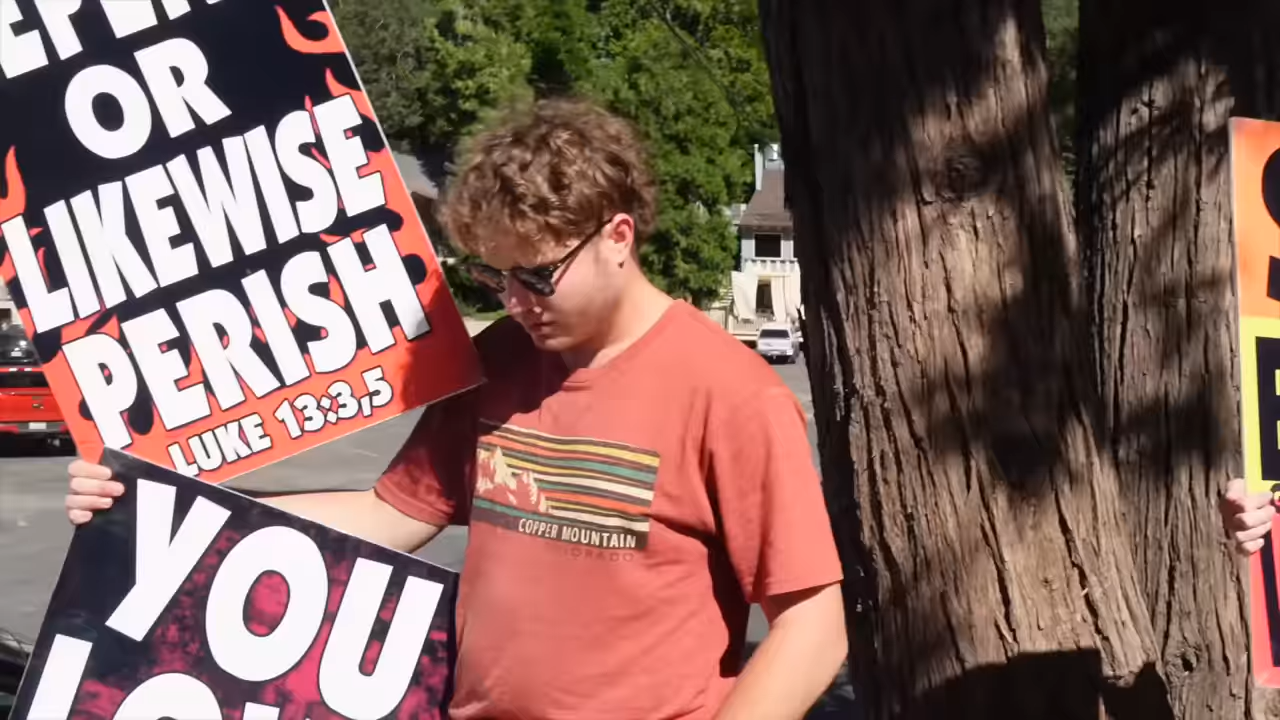 OR
LIKEWISE
PERISH
LUKE 13:3,5
YOU
COPPER MOUNTAIN